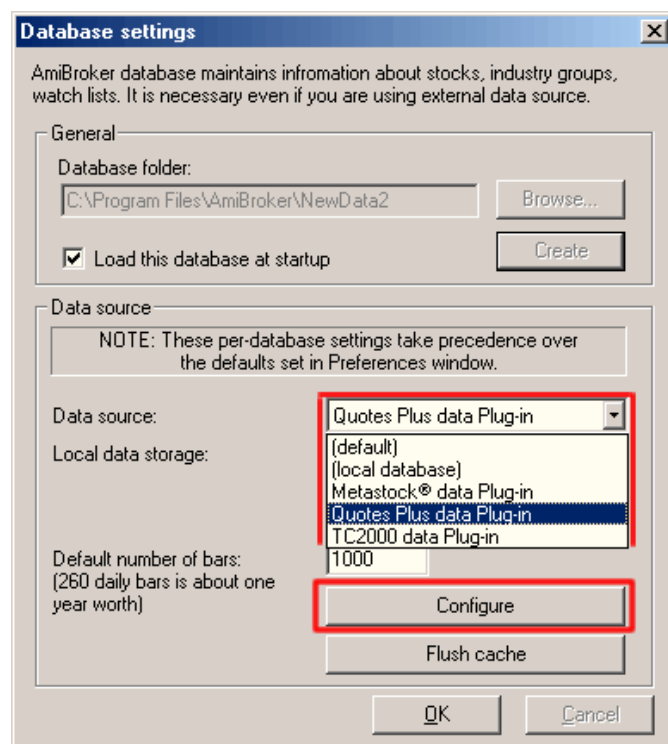 Database settings
AmiBroker database maintains infromation about stocks, industry groups,
watch lists. It is necessary even if you are using external data source.
General
Database folder:
C:\Program Files\AmiBroker\NewData2
Browse...
Load this database at startup
Create
Data source
NOTE: These per-database settings take precedence over
the defaults set in Preferences window.
Data source:
Quotes Plus data Plug-in
Local data storage:
(default)
(local database)
Metastock® data Plug-in
Quotes Plus data Plug-in
TC2000 data Plug-in
Default number of bars:
1000
(260 daily bars is about one
year worth)
Configure
Flush cache
OK
Cancel